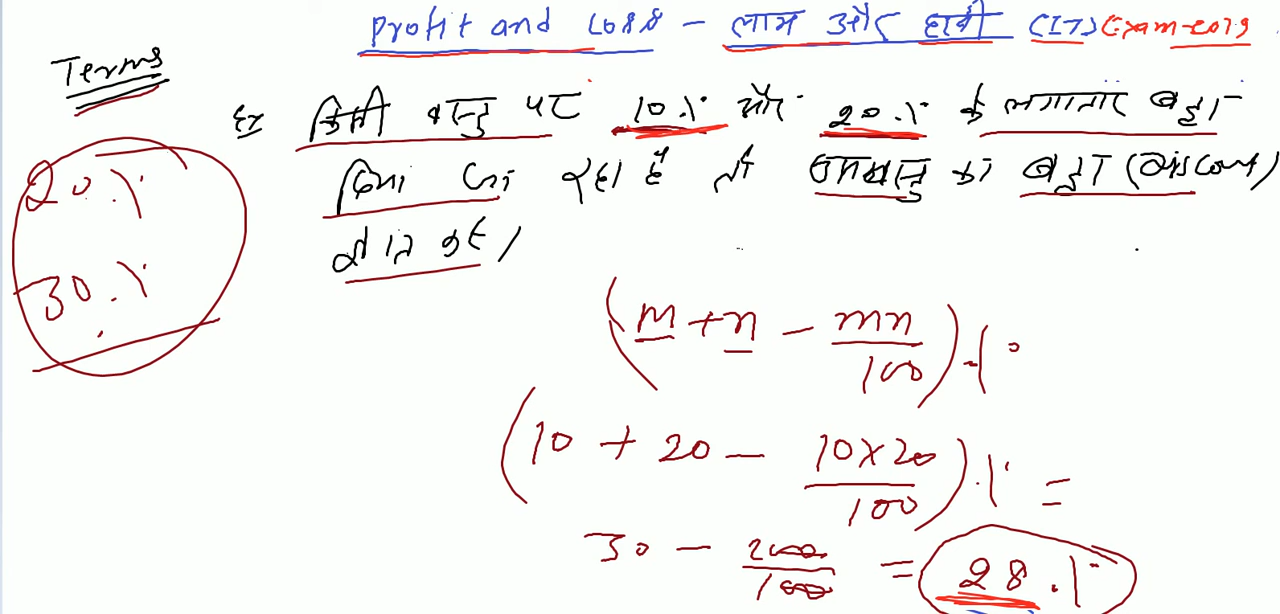 Profit and Loss - लाभ और हानी (17) Exam-2019
Terms
Ex किसी वस्तु पर 10% और 20% के लगातार बट्टा
दिया जा रहा है तो उस वस्तु का बट्टा (Discount)
ज्ञात करें।
20%
30%
(m + n - mn/100)%
(10 + 20 - 10×20/100)% =
30 - 200/100 = 28%